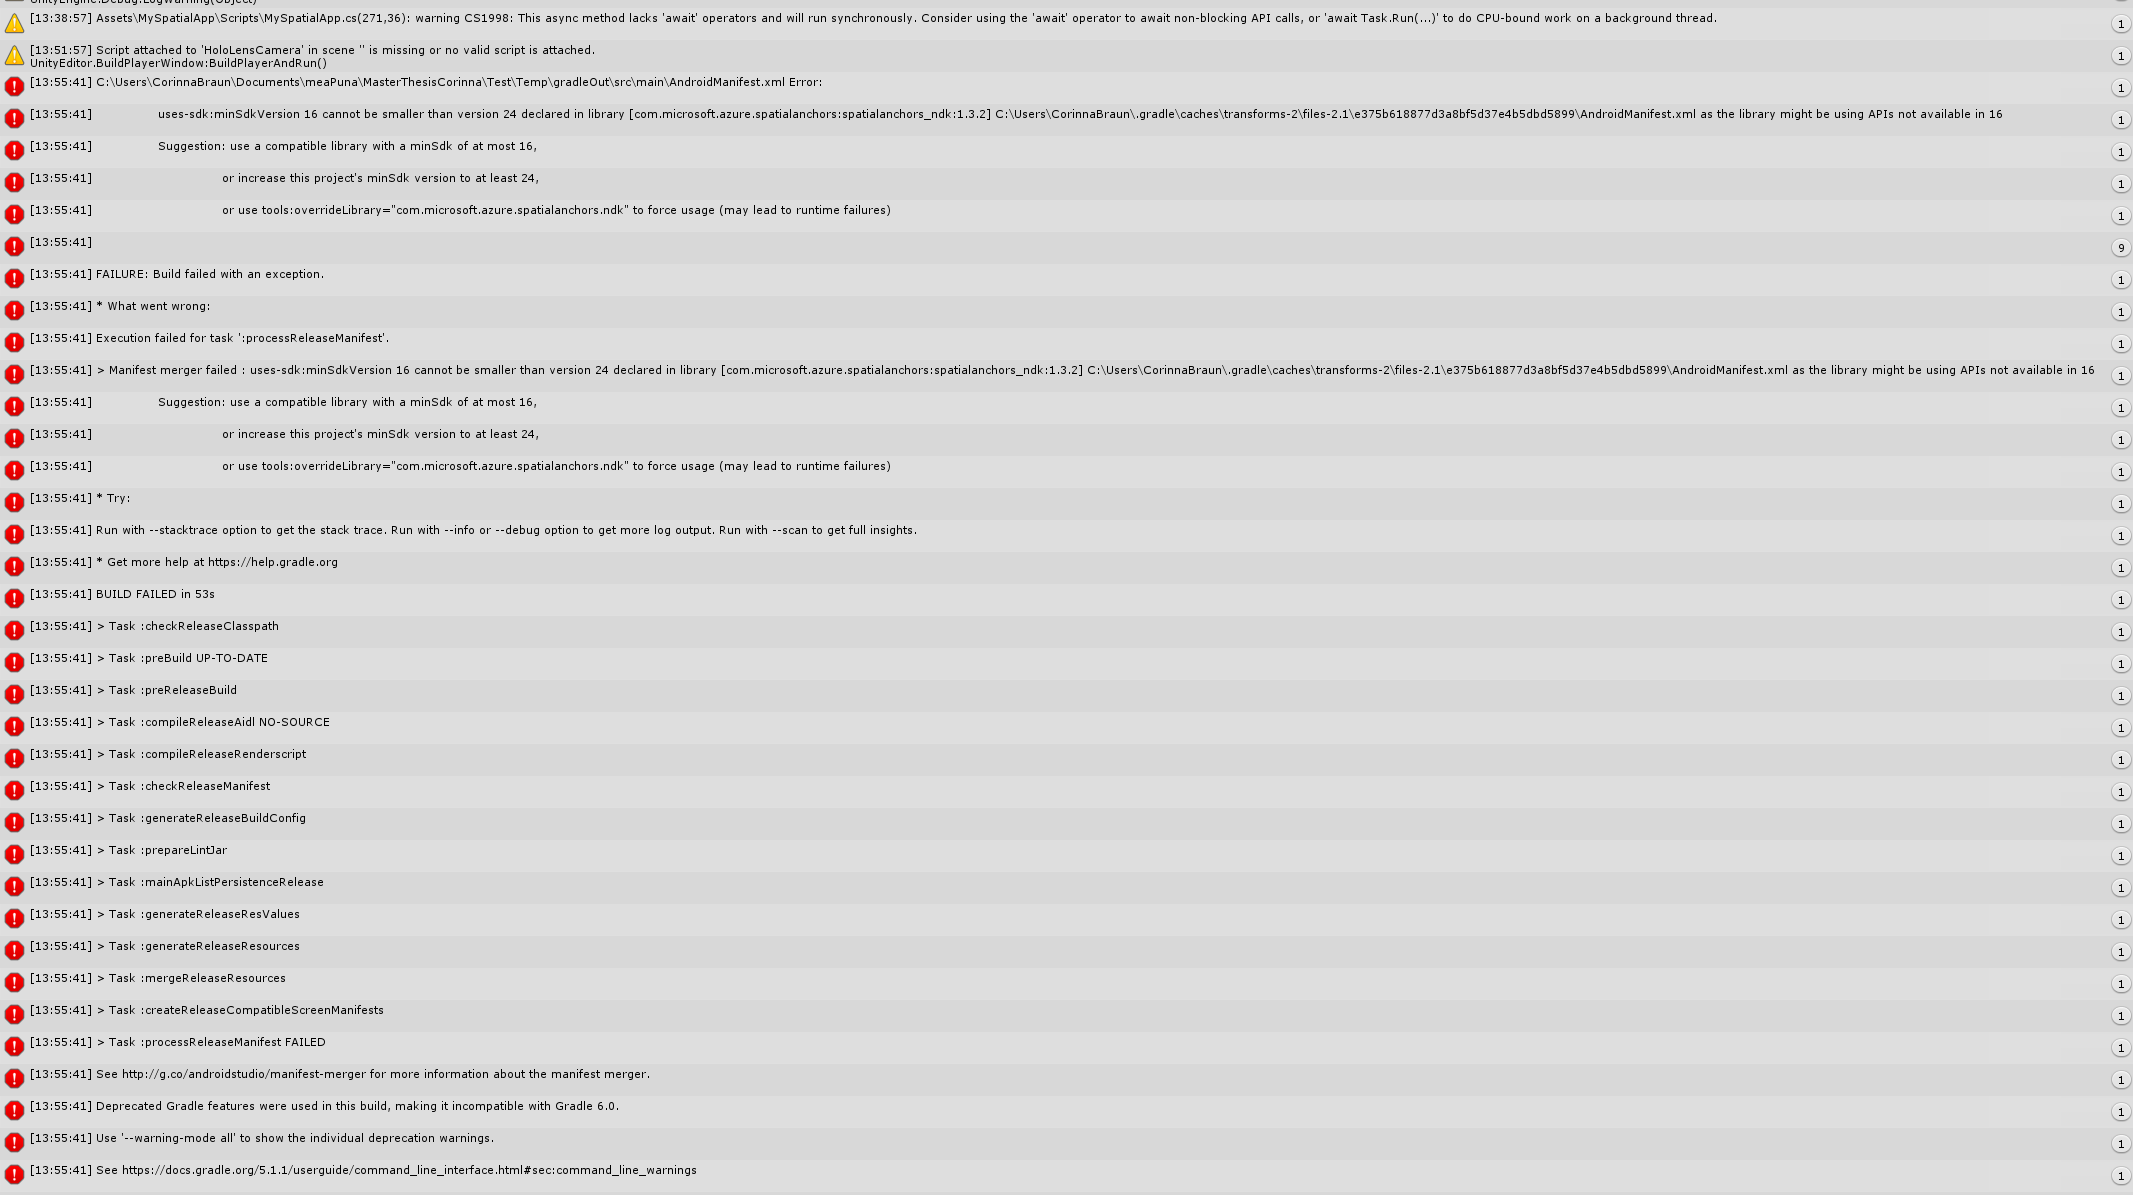 UnityEngine.Debug:LogWarning(Object)
[13:38:57] Assets\MySpatialApp\Scripts\MySpatialApp.cs(271,36): warning CS1998: This async method lacks 'await' operators and will run synchronously. Consider using the 'await' operator to await non-blocking API calls, or 'await Task.Run(...)' to do CPU-bound work on a background thread.
1
[13:51:57] Script attached to 'HoloLensCamera' in scene '' is missing or no valid script is attached.
UnityEditor.BuildPlayerWindow:BuildPlayerAndRun()
1
[13:55:41] C:\Users\CorinnaBraun\Documents\meaPuna\MasterThesisCorinna\Test\Temp\gradleOut\src\main\AndroidManifest.xml Error:
1
[13:55:41] uses-sdk:minSdkVersion 16 cannot be smaller than version 24 declared in library [com.microsoft.azure.spatialanchors:spatialanchors_ndk:1.3.2] C:\Users\CorinnaBraun\.gradle\caches\transforms-2\files-2.1\e375b618877d3a8bf5d37e4b5dbd5899\AndroidManifest.xml as the library might be using APIs not available in 16
1
[13:55:41] Suggestion: use a compatible library with a minSdk of at most 16,
1
[13:55:41] or increase this project's minSdk version to at least 24,
1
[13:55:41] or use tools:overrideLibrary="com.microsoft.azure.spatialanchors.ndk" to force usage (may lead to runtime failures)
1
[13:55:41]
9
[13:55:41] FAILURE: Build failed with an exception.
1
[13:55:41] * What went wrong:
1
[13:55:41] Execution failed for task ':processReleaseManifest'.
1
[13:55:41] > Manifest merger failed : uses-sdk:minSdkVersion 16 cannot be smaller than version 24 declared in library [com.microsoft.azure.spatialanchors:spatialanchors_ndk:1.3.2] C:\Users\CorinnaBraun\.gradle\caches\transforms-2\files-2.1\e375b618877d3a8bf5d37e4b5dbd5899\AndroidManifest.xml as the library might be using APIs not available in 16
1
[13:55:41] Suggestion: use a compatible library with a minSdk of at most 16,
1
[13:55:41] or increase this project's minSdk version to at least 24,
1
[13:55:41] or use tools:overrideLibrary="com.microsoft.azure.spatialanchors.ndk" to force usage (may lead to runtime failures)
1
[13:55:41] * Try:
1
[13:55:41] Run with --stacktrace option to get the stack trace. Run with --info or --debug option to get more log output. Run with --scan to get full insights.
1
[13:55:41] * Get more help at https://help.gradle.org
1
[13:55:41] BUILD FAILED in 53s
1
[13:55:41] > Task :checkReleaseClasspath
1
[13:55:41] > Task :preBuild UP-TO-DATE
1
[13:55:41] > Task :preReleaseBuild
1
[13:55:41] > Task :compileReleaseAidl NO-SOURCE
1
[13:55:41] > Task :compileReleaseRenderscript
1
[13:55:41] > Task :checkReleaseManifest
1
[13:55:41] > Task :generateReleaseBuildConfig
1
[13:55:41] > Task :prepareLintJar
1
[13:55:41] > Task :mainApkListPersistenceRelease
1
[13:55:41] > Task :generateReleaseResValues
1
[13:55:41] > Task :generateReleaseResources
1
[13:55:41] > Task :mergeReleaseResources
1
[13:55:41] > Task :createReleaseCompatibleScreenManifests
1
[13:55:41] > Task :processReleaseManifest FAILED
1
[13:55:41] See http://g.co/androidstudio/manifest-merger for more information about the manifest merger.
1
[13:55:41] Deprecated Gradle features were used in this build, making it incompatible with Gradle 6.0.
1
[13:55:41] Use '--warning-mode all' to show the individual deprecation warnings.
1
[13:55:41] See https://docs.gradle.org/5.1.1/userguide/command_line_interface.html#sec:command_line_warnings
1